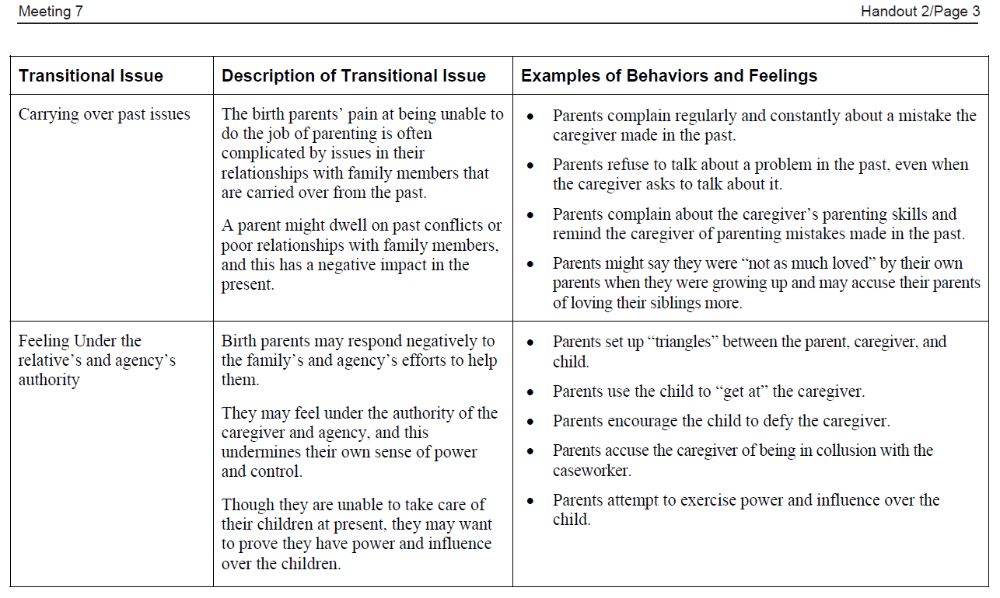 Meeting 7
Handout 2/Page 3
Transitional Issue
Description of Transitional Issue
Examples of Behaviors and Feelings
Carrying over past issues
The birth parents’ pain at being unable to
do the job of parenting is often
complicated by issues in their
relationships with family members that
are carried over from the past.
A parent might dwell on past conflicts or
poor relationships with family members,
and this has a negative impact in the
present.
● Parents complain regularly and constantly about a mistake the
caregiver made in the past.
● Parents refuse to talk about a problem in the past, even when
the caregiver asks to talk about it.
● Parents complain about the caregiver’s parenting skills and
remind the caregiver of parenting mistakes made in the past.
● Parents might say they were “not as much loved” by their own
parents when they were growing up and may accuse their parents
of loving their siblings more.
Feeling Under the
relative’s and agency’s
authority
Birth parents may respond negatively to
the family’s and agency’s efforts to help
them.
They may feel under the authority of the
caregiver and agency, and this
undermines their own sense of power
and control.
Though they are unable to take care of
their children at present, they may want
to prove they have power and influence
over the children.
● Parents set up “triangles” between the parent, caregiver, and
child.
● Parents use the child to “get at” the caregiver.
● Parents encourage the child to defy the caregiver.
● Parents accuse the caregiver of being in collusion with the
caseworker.
● Parents attempt to exercise power and influence over the
child.